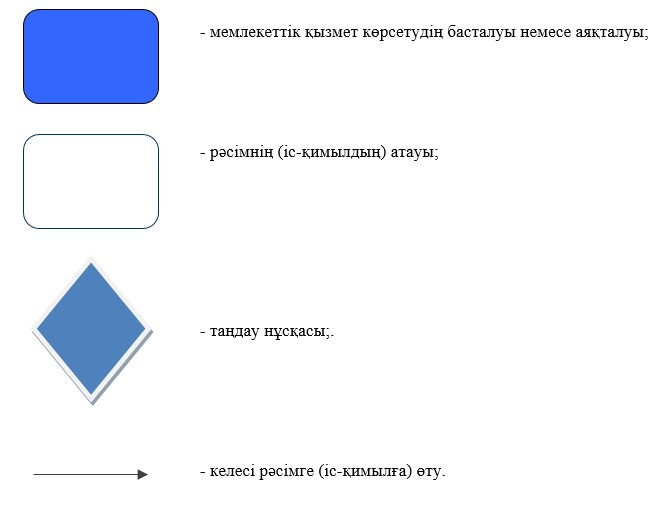 - мемлекеттік қызмет көрсетудің басталуы немесе аяқталуы;
- рәсімнің (іс-қимылдың) атауы;
- таңдау нұсқасы;.
- келесі рәсімге (іс-қимылға) өту.